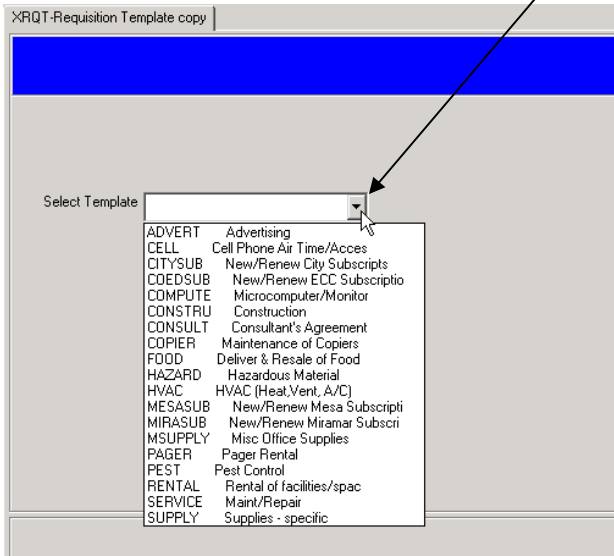 XRQT-Requisition Template copy
Select Template
ADVERT Advertising
CELL Cell Phone Air Time/Acces
CITYSUB New/Renew City Subscripts
COEDSUB New/Renew ECC Subscriptio
COMPUTE Microcomputer/Monitor
CONSTRU Construction
CONSULT Consultant's Agreement
COPIER Maintenance of Copiers
FOOD Deliver & Resale of Food
HAZARD Hazardous Material
HVAC HVAC (Heat,Vent, A/C)
MESASUB New/Renew Mesa Subscripti
MIRASUB New/Renew Miramar Subscri
MSUPPLY Misc Office Supplies
PAGER Pager Rental
PEST Pest Control
RENTAL Rental of facilities/spac
SERVICE Maint/Repair
SUPPLY Supplies - specific